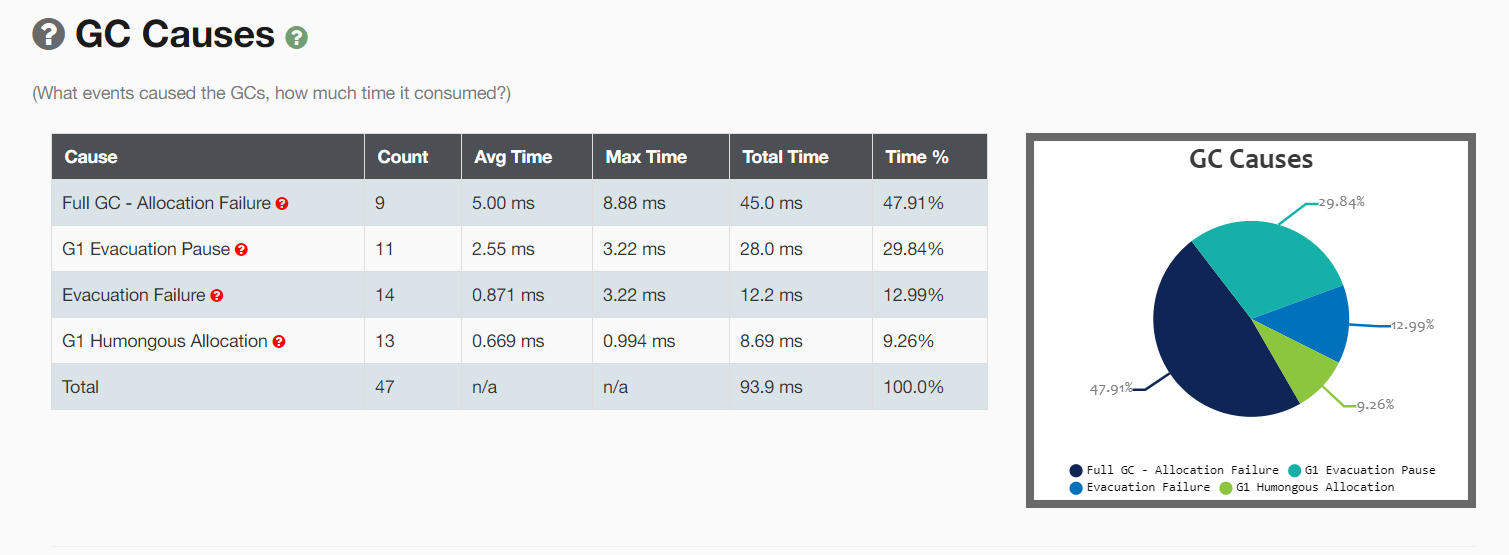 ? GC Causes ?
(What events caused the GCs, how much time it consumed?)
Cause Count Avg Time Max Time Total Time Time %
Full GC - Allocation Failure ? 9 5.00 ms 8.88 ms 45.0 ms 47.91%
G1 Evacuation Pause ? 11 2.55 ms 3.22 ms 28.0 ms 29.84%
Evacuation Failure ? 14 0.871 ms 3.22 ms 12.2 ms 12.99%
G1 Humongous Allocation ? 13 0.669 ms 0.994 ms 8.69 ms 9.26%
Total 47 n/a n/a 93.9 ms 100.0%
GC Causes
29.84%
12.99%
47.91%
9.26%
Full GC - Allocation Failure G1 Evacuation Pause
Evacuation Failure G1 Humongous Allocation